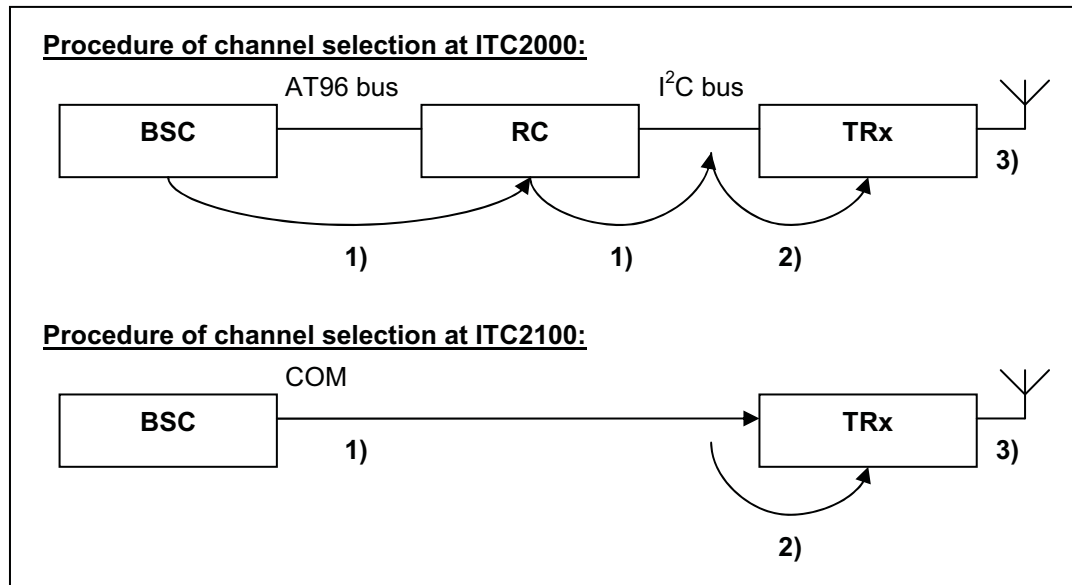 Procedure of channel selection at ITC2000:
AT96 bus I²C bus
BSC RC TRx
3)
1) 1) 2)
Procedure of channel selection at ITC2100:
COM
BSC TRx
1) 3)
2)